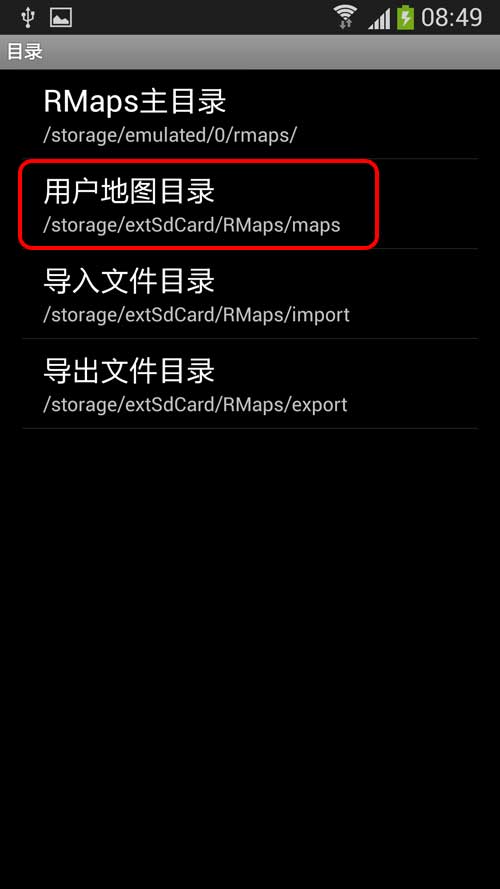 08:49
目录
RMaps主目录
/storage/emulated/0/rmaps/
用户地图目录
/storage/extSdCard/RMaps/maps
导入文件目录
/storage/extSdCard/RMaps/import
导出文件目录
/storage/extSdCard/RMaps/export